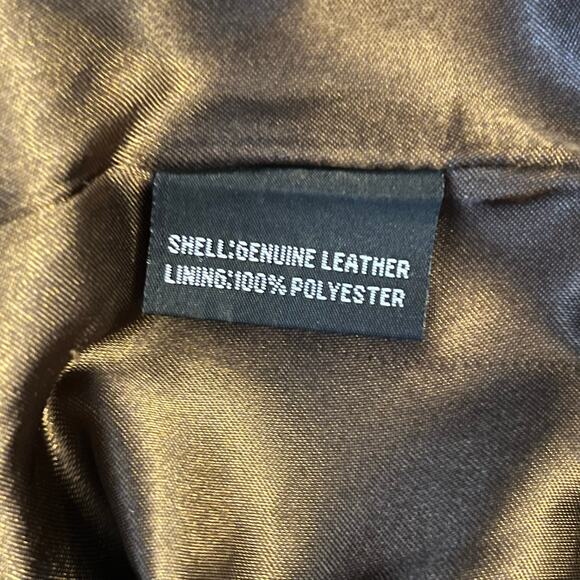 SHELL:GENUINE LEATHER
LINING:100% POLYESTER